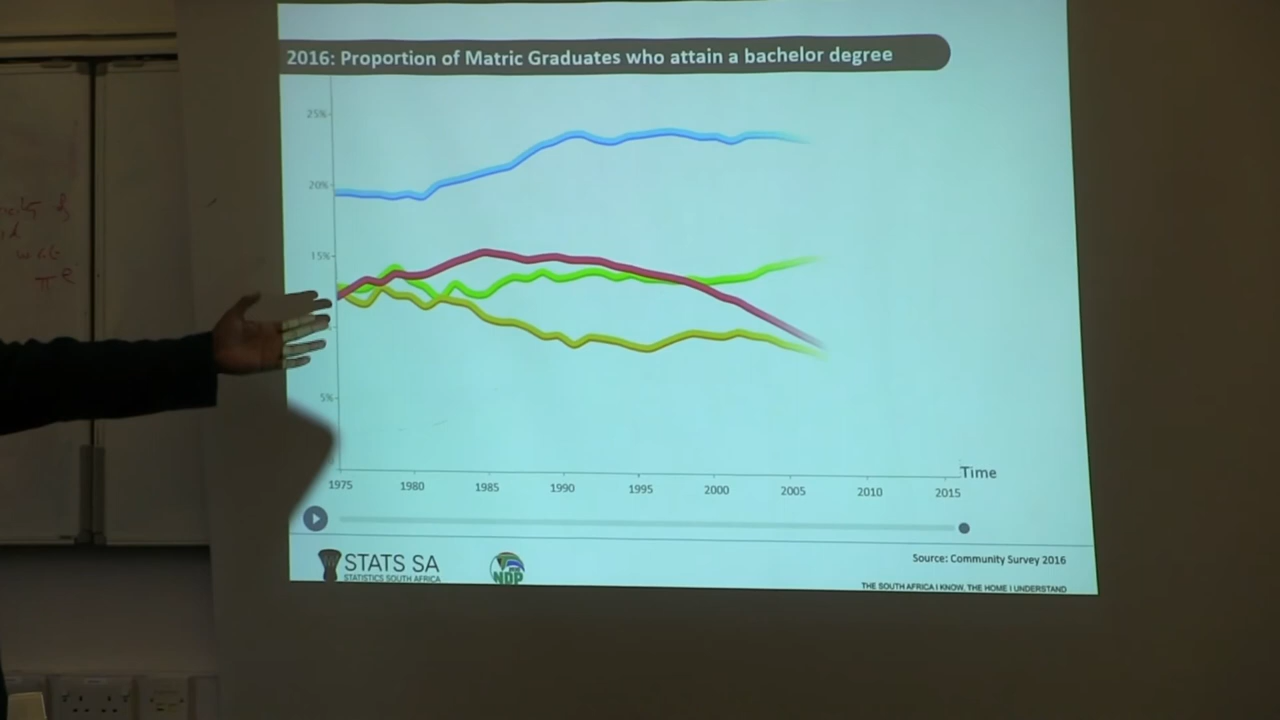 2016: Proportion of Matric Graduates who attain a bachelor degree
25%
20%
15%
5%
Time
1975 1980 1985 1990 1995 2000 2005 2010 2015
STATS SA
STATISTICS SOUTH AFRICA
NDP
Source: Community Survey 2016
THE SOUTH AFRICA I KNOW, THE HOME I UNDERSTAND